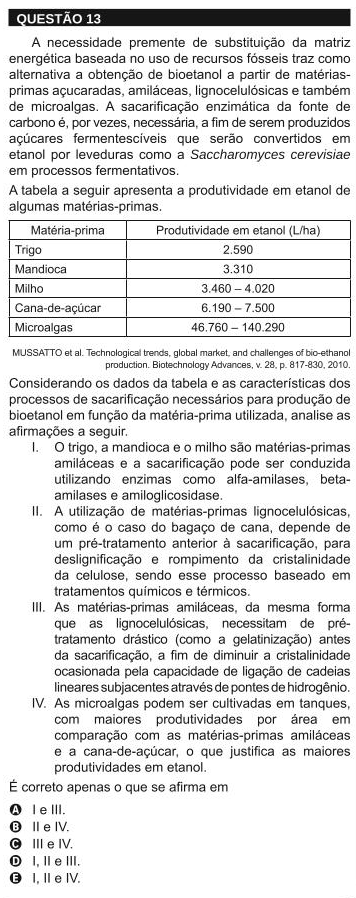 QUESTÃO 13
A necessidade premente de substituição da matriz
energética baseada no uso de recursos fósseis traz como
alternativa a obtenção de bioetanol a partir de matérias-
primas açucaradas, amiláceas, lignocelulósicas e também
de microalgas. A sacarificação enzimática da fonte de
carbono é, por vezes, necessária, a fim de serem produzidos
açúcares fermentescíveis que serão convertidos em
etanol por leveduras como a Saccharomyces cerevisiae
em processos fermentativos.
A tabela a seguir apresenta a produtividade em etanol de
algumas matérias-primas.
Matéria-prima Produtividade em etanol (L/ha)
Trigo 2.590
Mandioca 3.310
Milho 3.460 – 4.020
Cana-de-açúcar 6.190 – 7.500
Microalgas 46.760 – 140.290
MUSSATTO et al. Technological trends, global market, and challenges of bio-ethanol
production. Biotechnology Advances, v. 28, p. 817-830, 2010.
Considerando os dados da tabela e as características dos
processos de sacarificação necessários para produção de
bioetanol em função da matéria-prima utilizada, analise as
afirmações a seguir.
I. O trigo, a mandioca e o milho são matérias-primas
amiláceas e a sacarificação pode ser conduzida
utilizando enzimas como alfa-amilases, beta-
amilases e amiloglicosidase.
II. A utilização de matérias-primas lignocelulósicas,
como é o caso do bagaço de cana, depende de
um pré-tratamento anterior à sacarificação, para
deslignificação e rompimento da cristalinidade
da celulose, sendo esse processo baseado em
tratamentos químicos e térmicos.
III. As matérias-primas amiláceas, da mesma forma
que as lignocelulósicas, necessitam de pré-
tratamento drástico (como a gelatinização) antes
da sacarificação, a fim de diminuir a cristalinidade
ocasionada pela capacidade de ligação de cadeias
lineares subjacentes através de pontes de hidrogênio.
IV. As microalgas podem ser cultivadas em tanques,
com maiores produtividades por área em
comparação com as matérias-primas amiláceas
e a cana-de-açúcar, o que justifica as maiores
produtividades em etanol.
É correto apenas o que se afirma em
A I e III.
B II e IV.
C III e IV.
D I, II e III.
E I, II e IV.